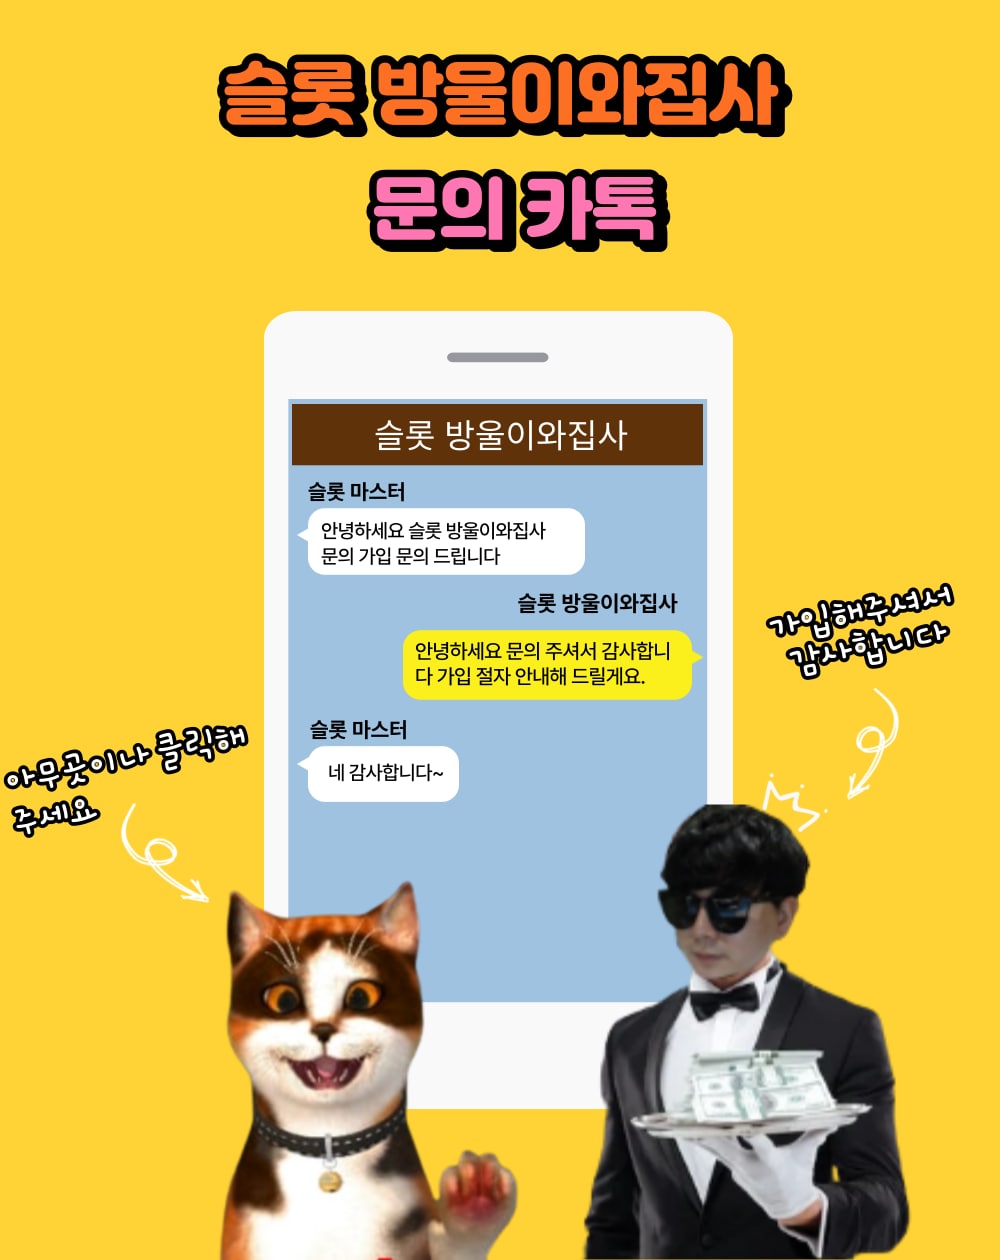 슬롯 방울이와집사
문의 카톡
슬롯 방울이와집사
슬롯 마스터
안녕하세요 슬롯 방울이와집사
문의 가입 문의 드립니다
슬롯 방울이와집사
안녕하세요 문의 주셔서 감사합니
다 가입 절자 안내해 드릴게요.
슬롯 마스터
네 감사합니다~
가입해주셔서
감사합니다
아무곳이나 클릭해
주세요